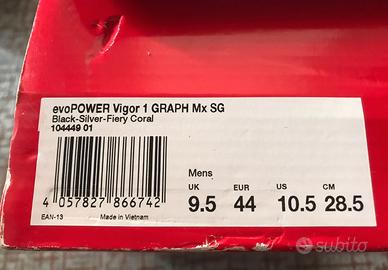 evoPOWER Vigor 1 GRAPH Mx SG
Black-Silver-Fiery Coral
104449 01
Mens
UK EUR US CM
9.5 44 10.5 28.5
4 057827 866742
EAN-13 Made in Vietnam
subito